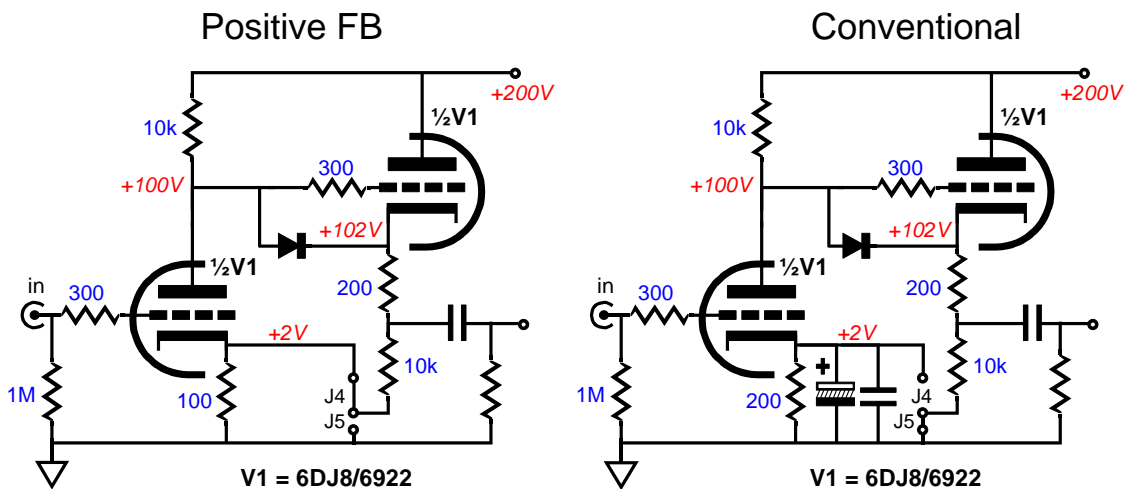 Positive FB
Conventional
+200V
½V1
10k
300
+100V
+102V
½V1
in
300
200
+2V
10k
1M
100
J4
J5
V1 = 6DJ8/6922
+200V
½V1
10k
300
+100V
+102V
½V1
in
300
200
+2V
+
10k
1M
200
J4
J5
V1 = 6DJ8/6922